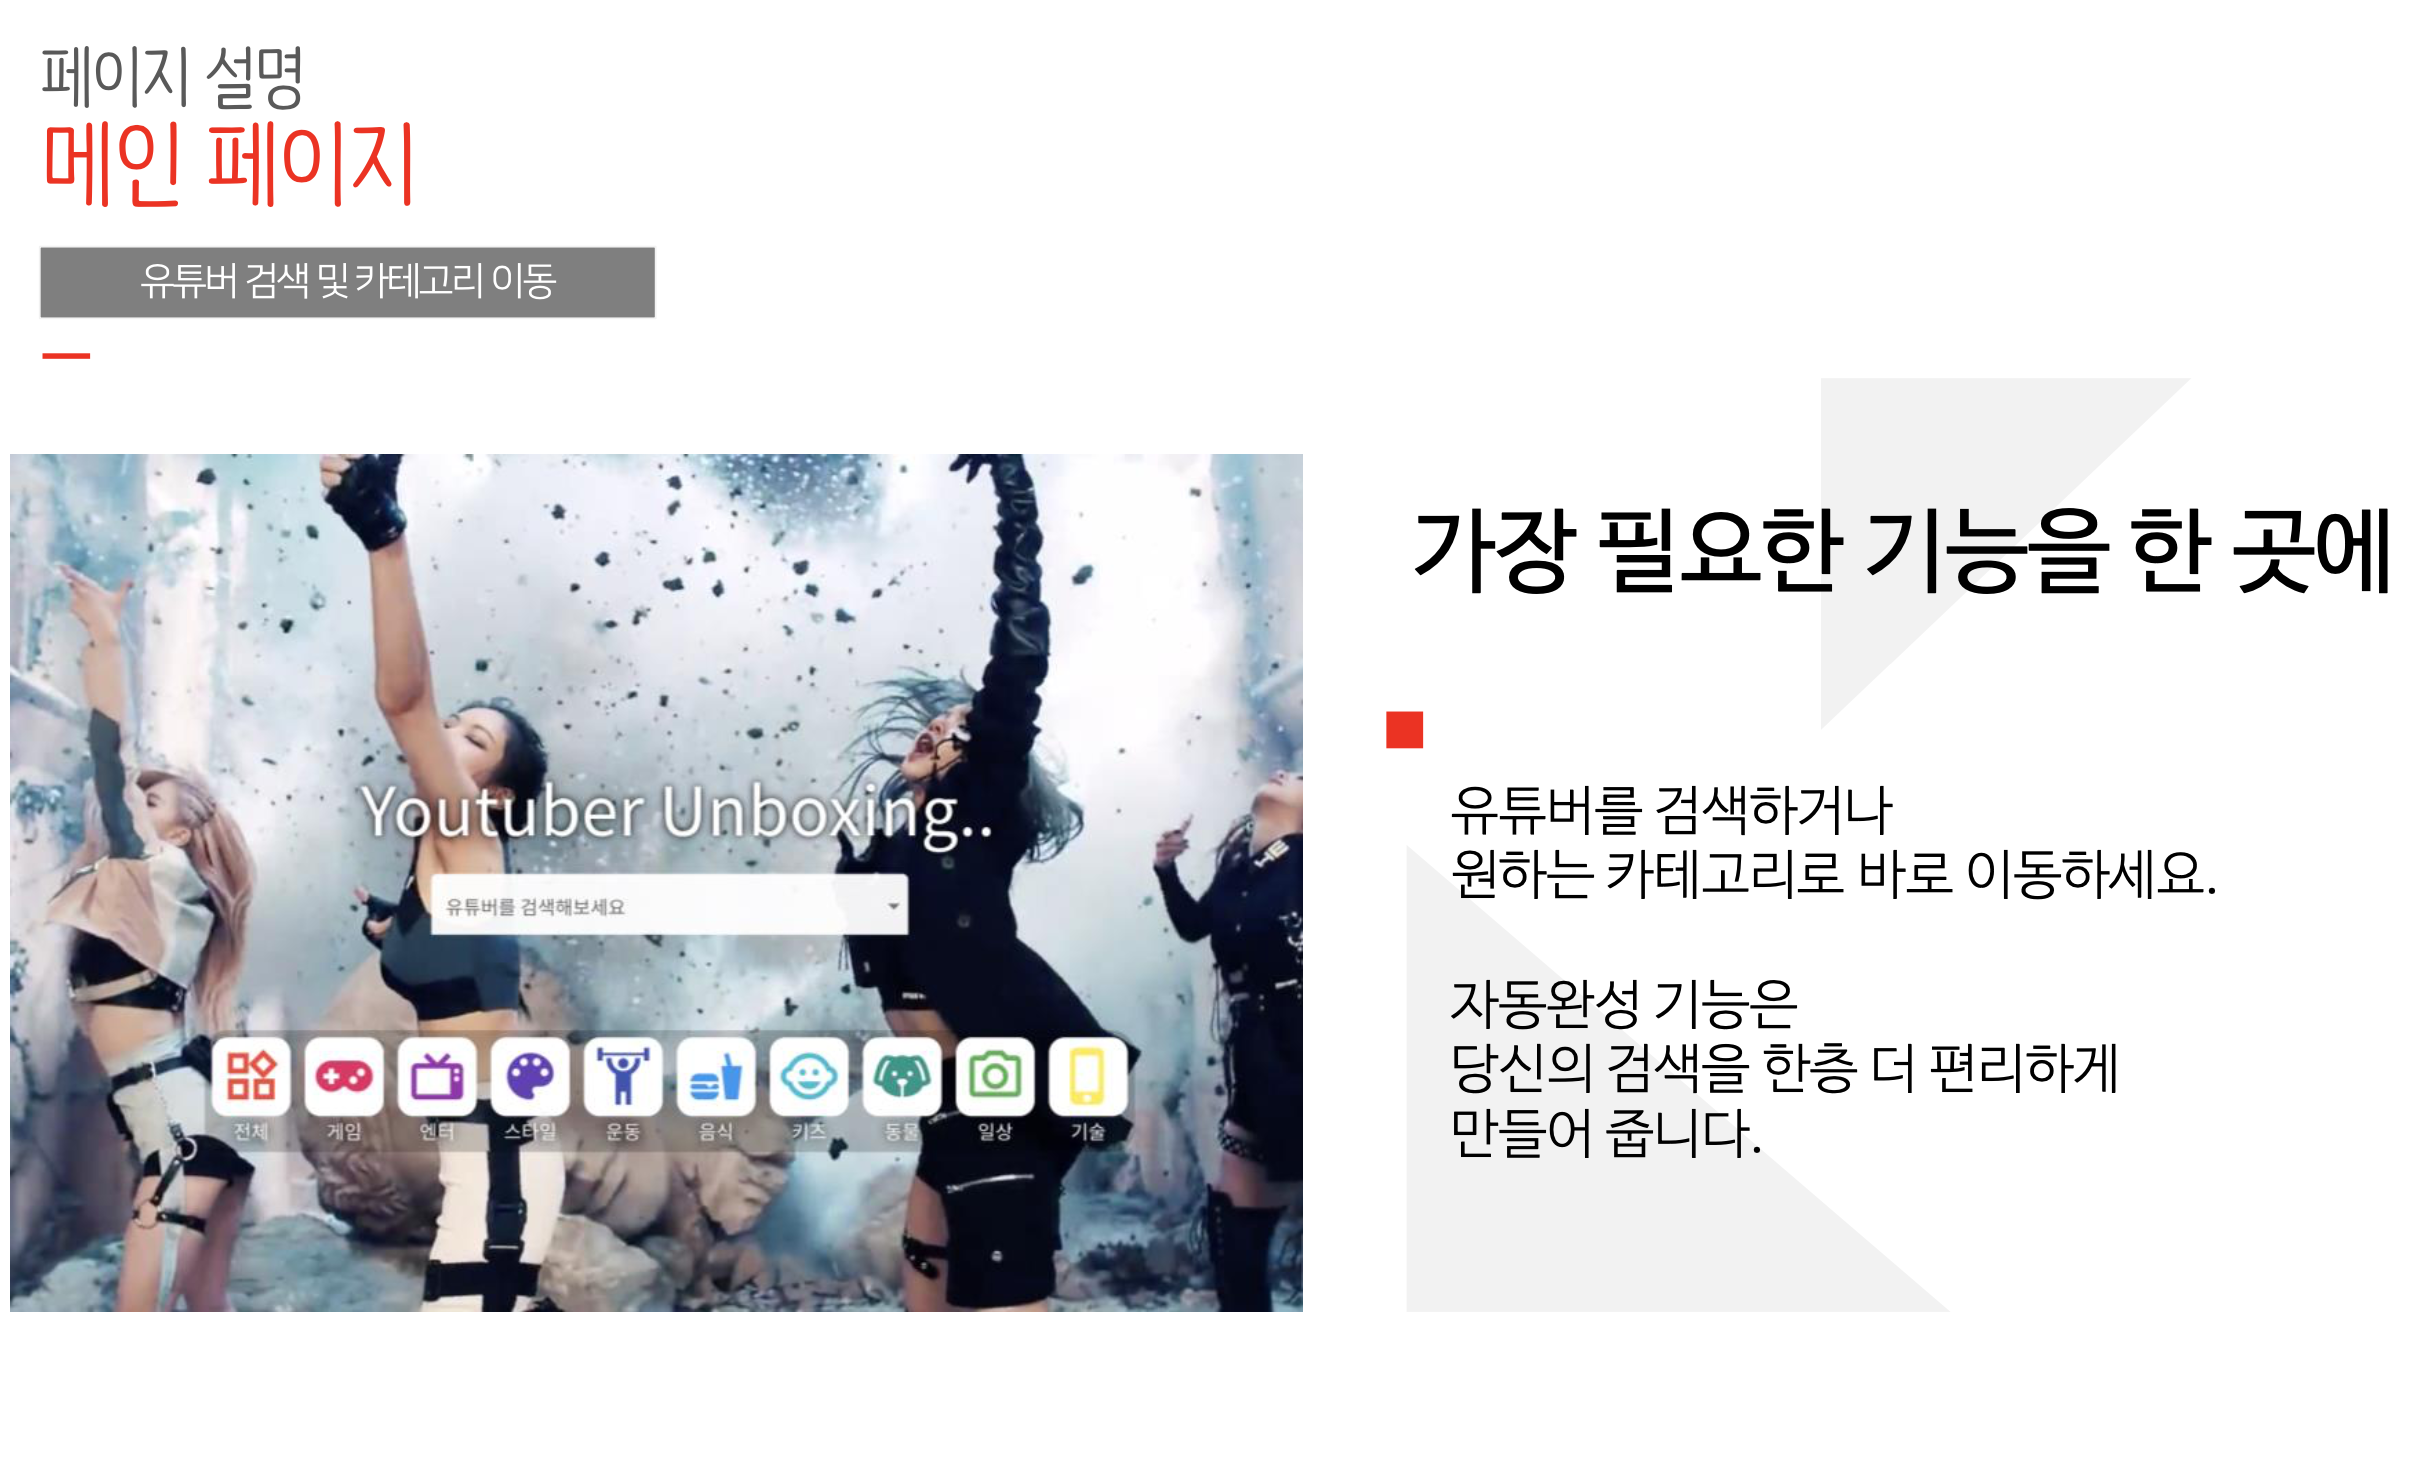 페이지 설명
메인 페이지
유튜버 검색 및 카테고리 이동
Youtuber Unboxing..
유튜버를 검색해보세요
전체 게임 엔터 스타일 운동 음식 키즈 동물 일상 기술
가장 필요한 기능을 한 곳에
유튜버를 검색하거나
원하는 카테고리로 바로 이동하세요.
자동완성 기능은
당신의 검색을 한층 더 편리하게
만들어 줍니다.